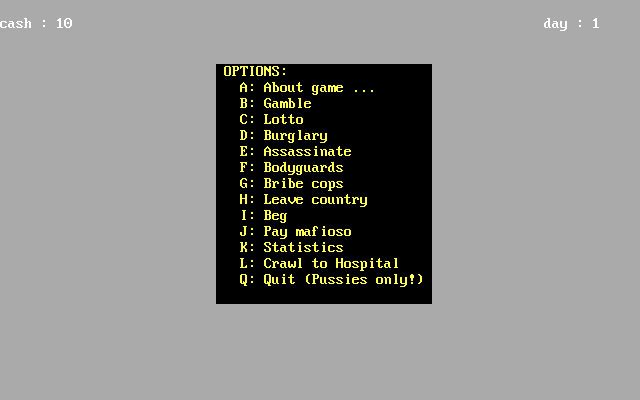 cash : 10 day : 1
OPTIONS:
A: About game ...
B: Gamble
C: Lotto
D: Burglary
E: Assassinate
F: Bodyguards
G: Bribe cops
H: Leave country
I: Beg
J: Pay mafioso
K: Statistics
L: Crawl to Hospital
Q: Quit (Pussies only!)